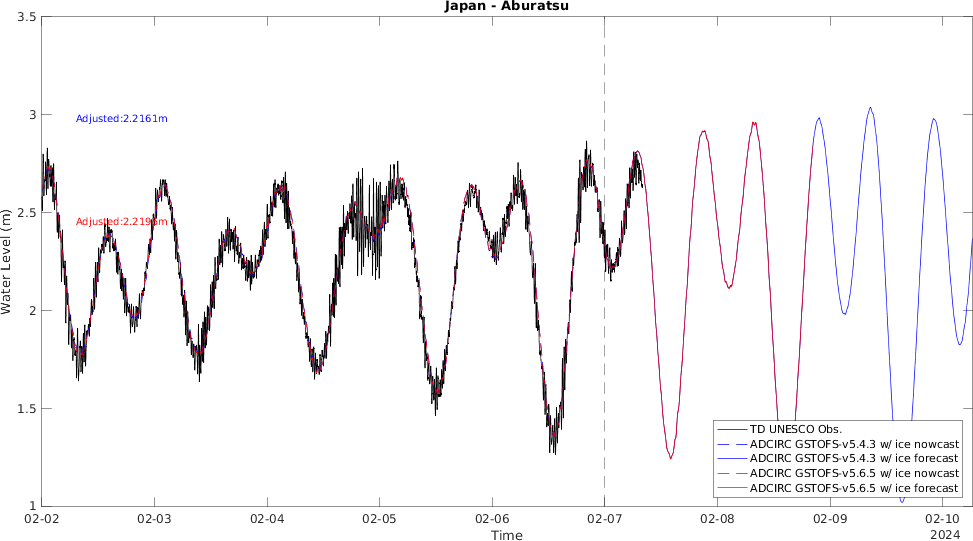 Japan - Aburatsu
3.5
3
2.5
2
1.5
1
Water Level (m)
Adjusted:2.2161m
TD UNESCO Obs.
ADCIRC GSTOFS-v5.4.3 w/ ice nowcast
ADCIRC GSTOFS-v5.4.3 w/ ice forecast
ADCIRC GSTOFS-v5.6.5 w/ ice nowcast
ADCIRC GSTOFS-v5.6.5 w/ ice forecast
02-02 02-03 02-04 02-05 02-06 02-07 02-08 02-09 02-10
Time 2024